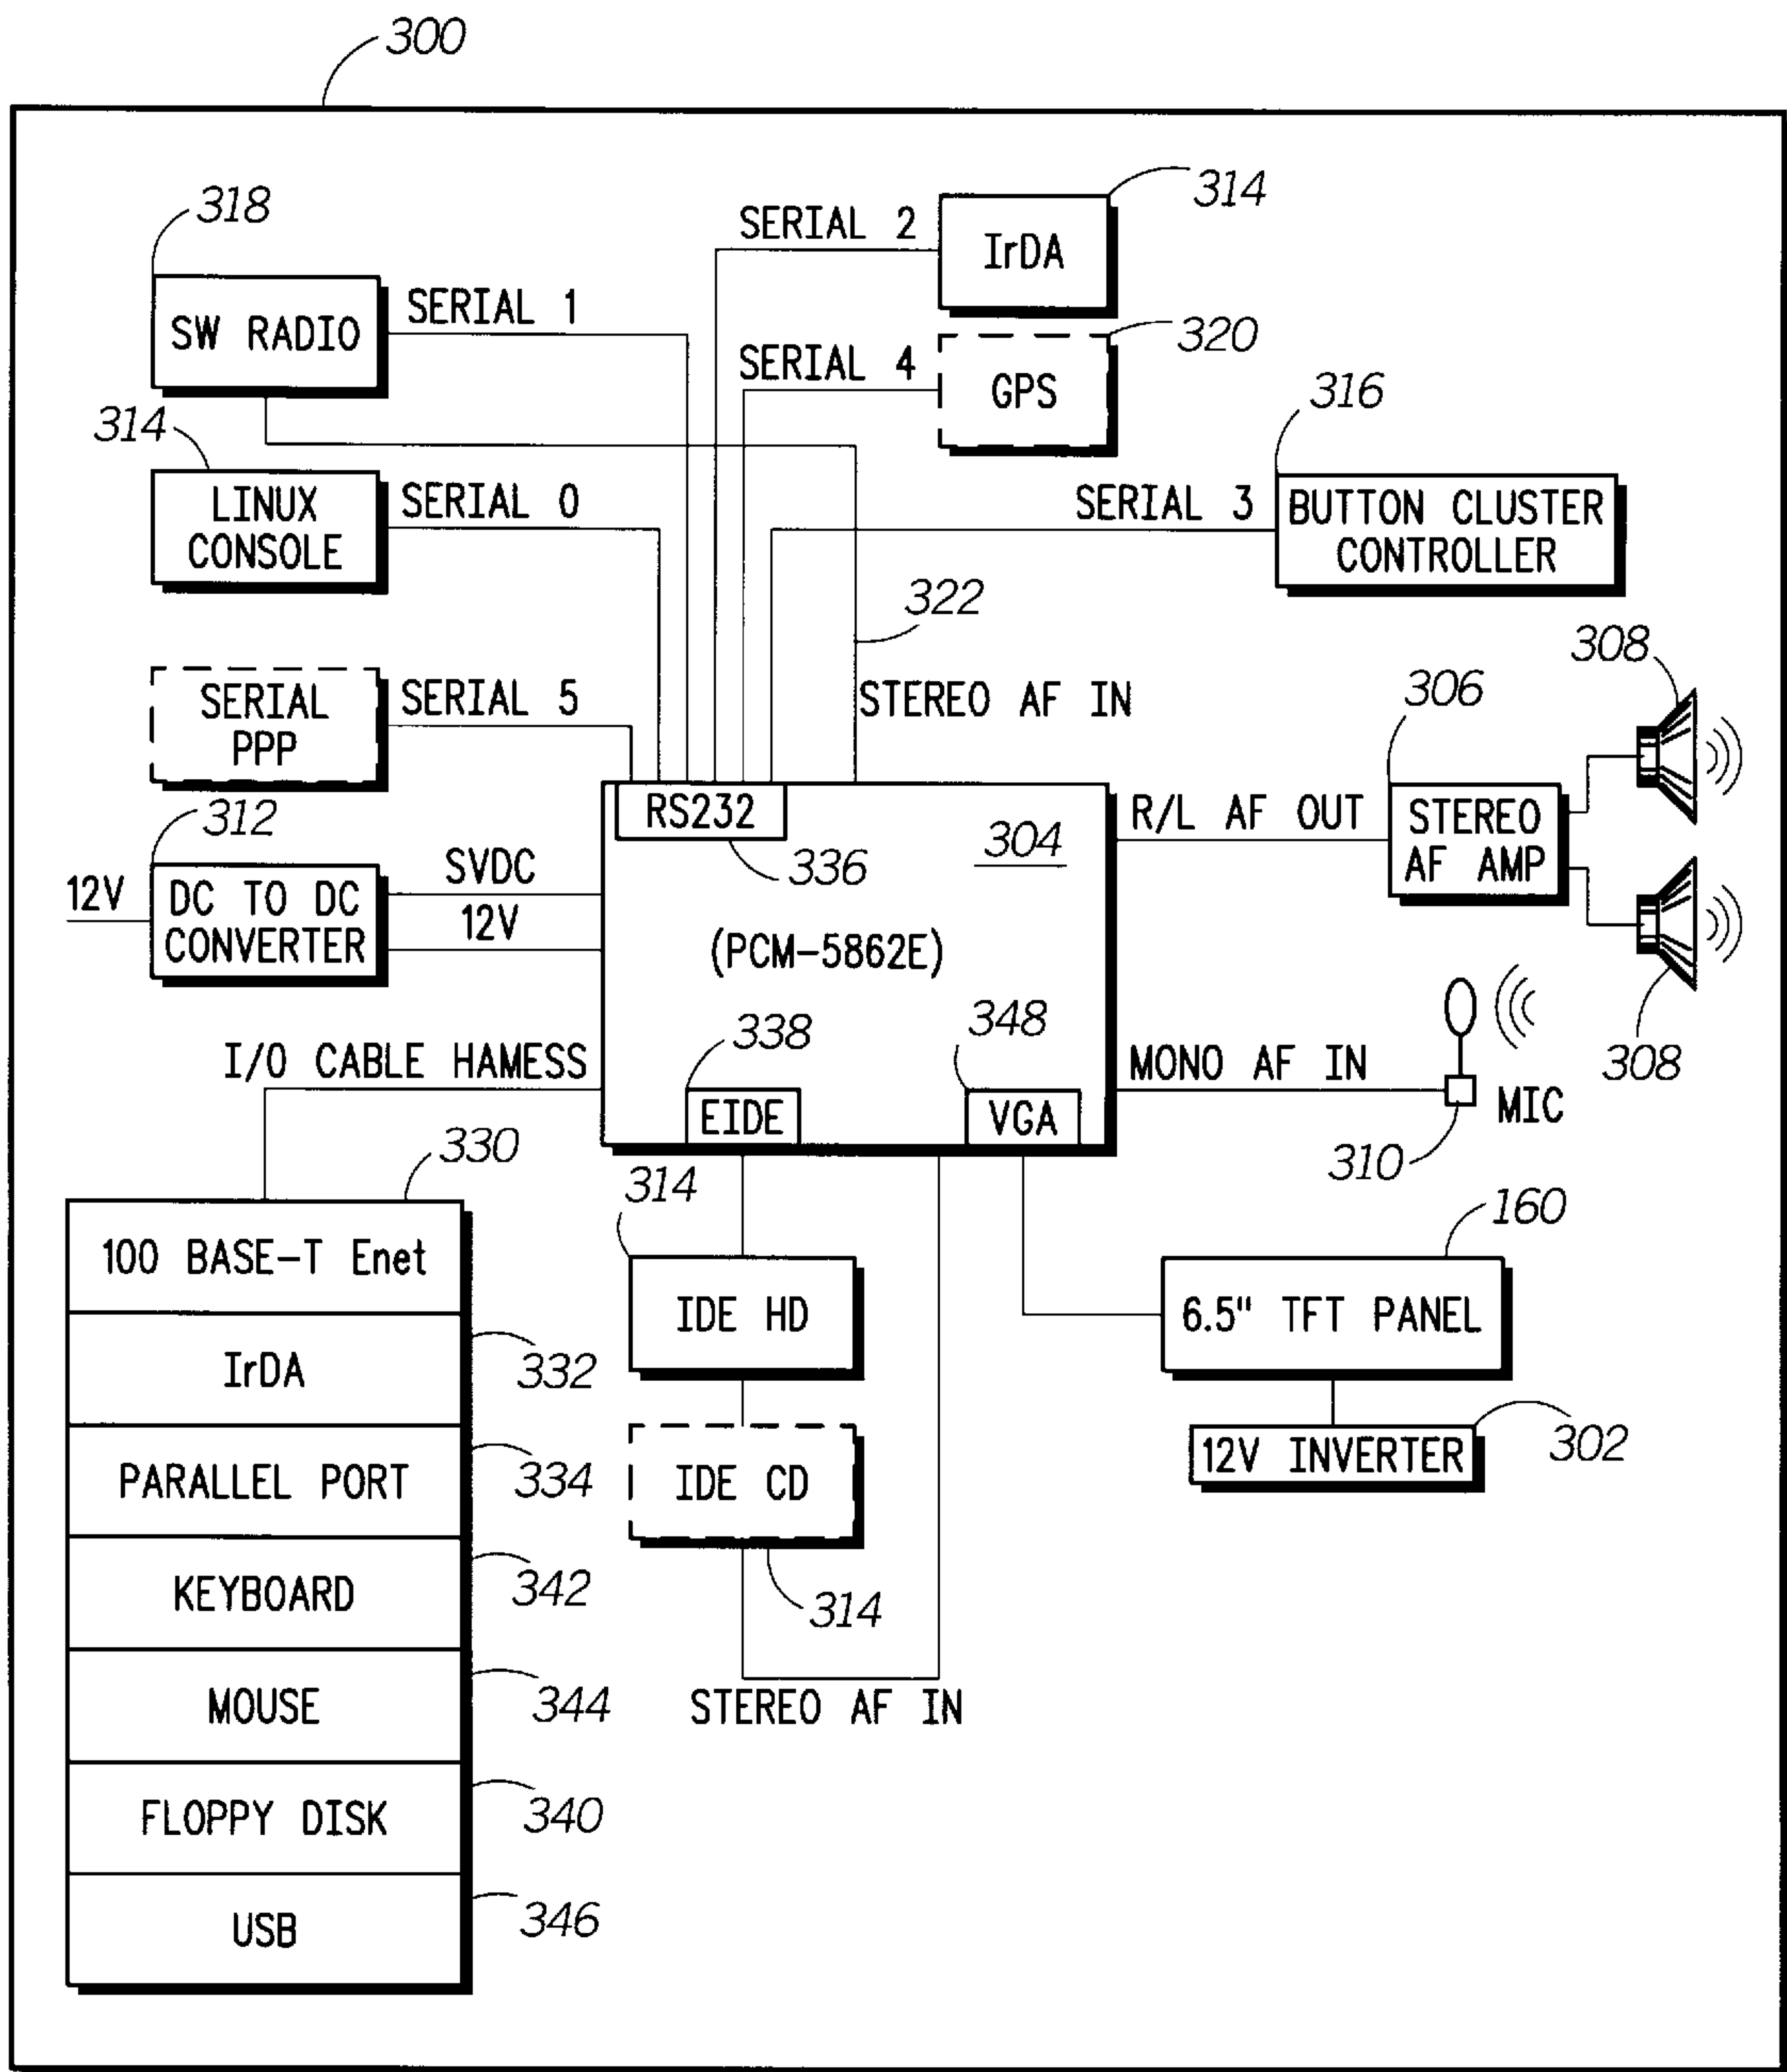 300
318
SERIAL 2
314
IrDA
SW RADIO
SERIAL 1
SERIAL 4
320
GPS
314
316
LINUX
CONSOLE
SERIAL 0
SERIAL 3
BUTTON CLUSTER
CONTROLLER
322
308
SERIAL
PPP
SERIAL 5
STEREO AF IN
306
312
RS232
336
304
R/L AF OUT
STEREO
AF AMP
12V
DC TO DC
CONVERTER
SVDC
12V
(PCM-5862E)
308
I/O CABLE HAMESS
338
348
MONO AF IN
EIDE
VGA
MIC
310
330
314
160
100 BASE-T Enet
IDE HD
6.5" TFT PANEL
IrDA
332
302
12V INVERTER
PARALLEL PORT
334
IDE CD
KEYBOARD
342
314
MOUSE
344
STEREO AF IN
FLOPPY DISK
340
USB
346